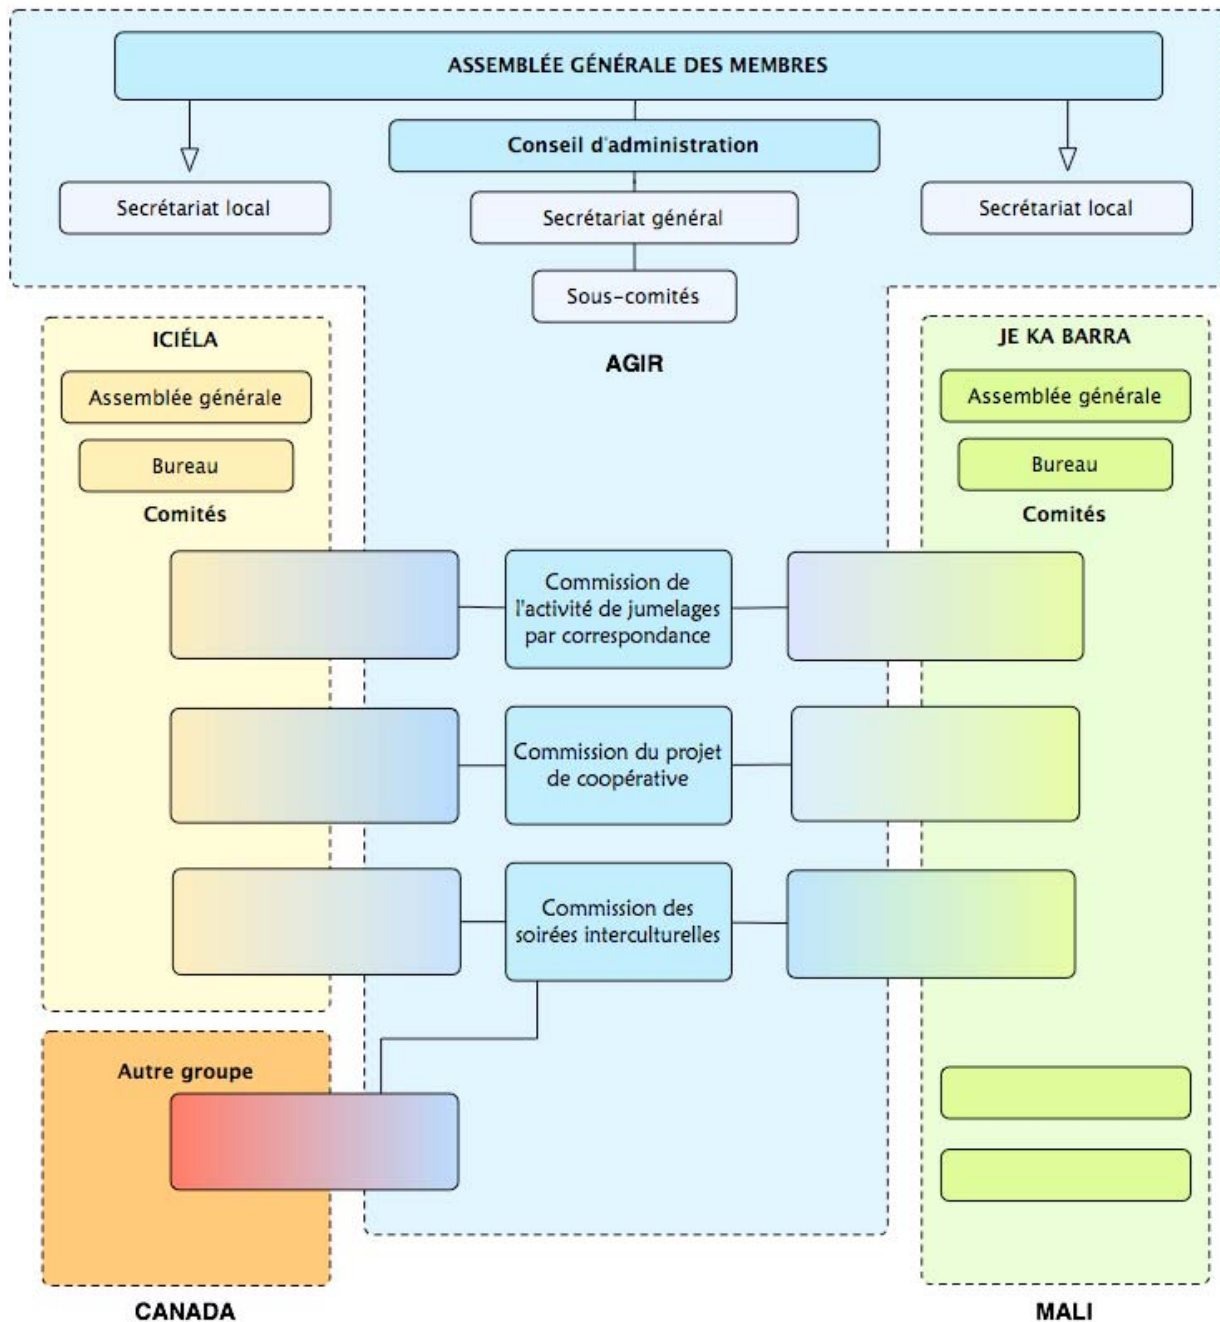 ASSEMBLÉE GÉNÉRALE DES MEMBRES
Conseil d'administration
Secrétariat local
Secrétariat général
Secrétariat local
Sous-comités
AGIR
ICIÉLA
Assemblée générale
Bureau
Comités
JE KA BARRA
Assemblée générale
Bureau
Comités
Commission de
l'activité de jumelages
par correspondance
Commission du projet
de coopérative
Commission des
soirées interculturelles
Autre groupe
CANADA
MALI